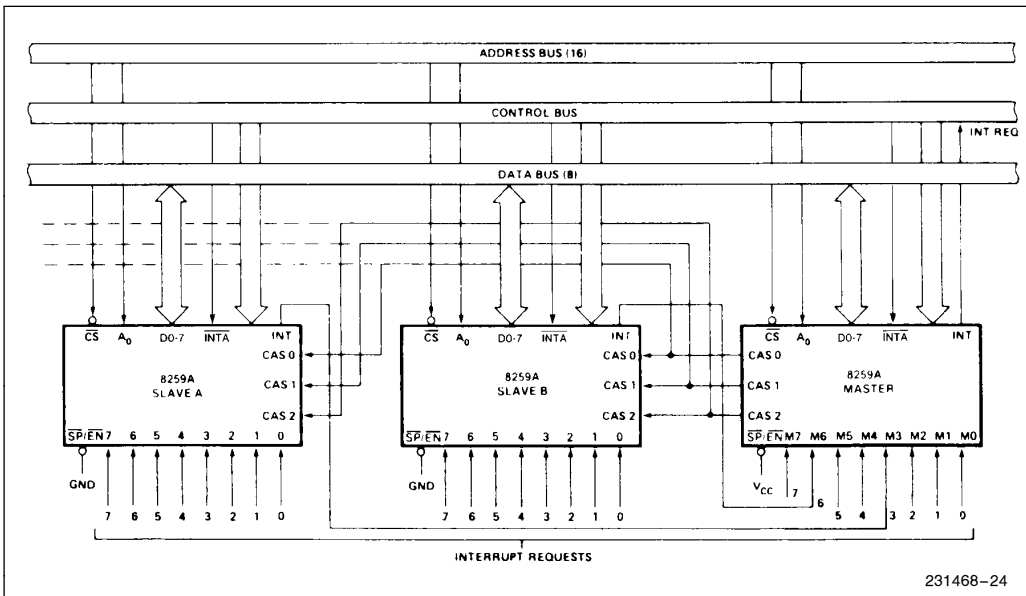 ADDRESS BUS (16)
CONTROL BUS
INT REQ
DATA BUS (8)
CS A0 D0-7 INTA INT
CAS 0
8259A
SLAVE A
CAS 1
CAS 2
SP/EN 7 6 5 4 3 2 1 0
GND
7 6 5 4 3 2 1 0
CS A0 D0-7 INTA INT
CAS 0
8259A
SLAVE B
CAS 1
CAS 2
SP/EN 7 6 5 4 3 2 1 0
GND
7 6 5 4 3 2 1 0
CS A0 D0-7 INTA INT
CAS 0
8259A
MASTER
CAS 1
CAS 2
SP/EN M7 M6 M5 M4 M3 M2 M1 M0
VCC
7 6 5 4 3 2 1 0
INTERRUPT REQUESTS
231468-24